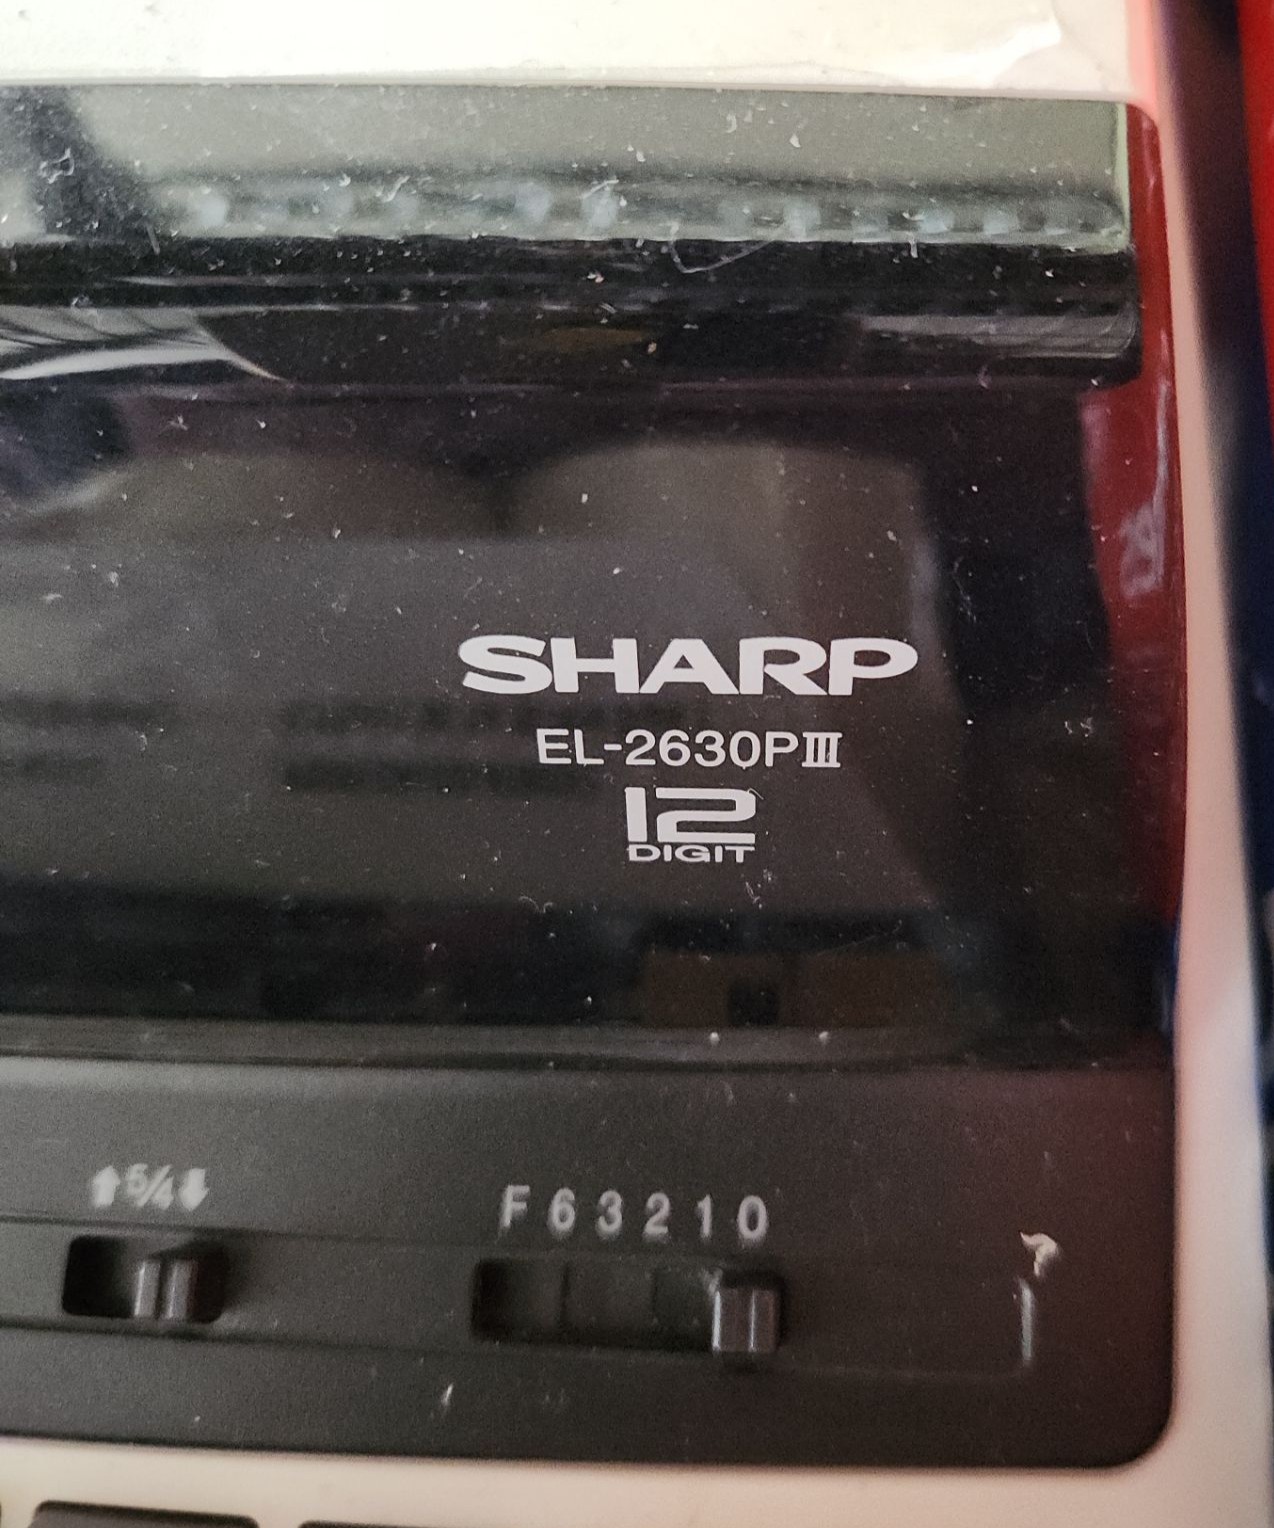 SHARP
EL-2630PIII
12
DIGIT
⬆5/4⬇
F 6 3 2 1 0